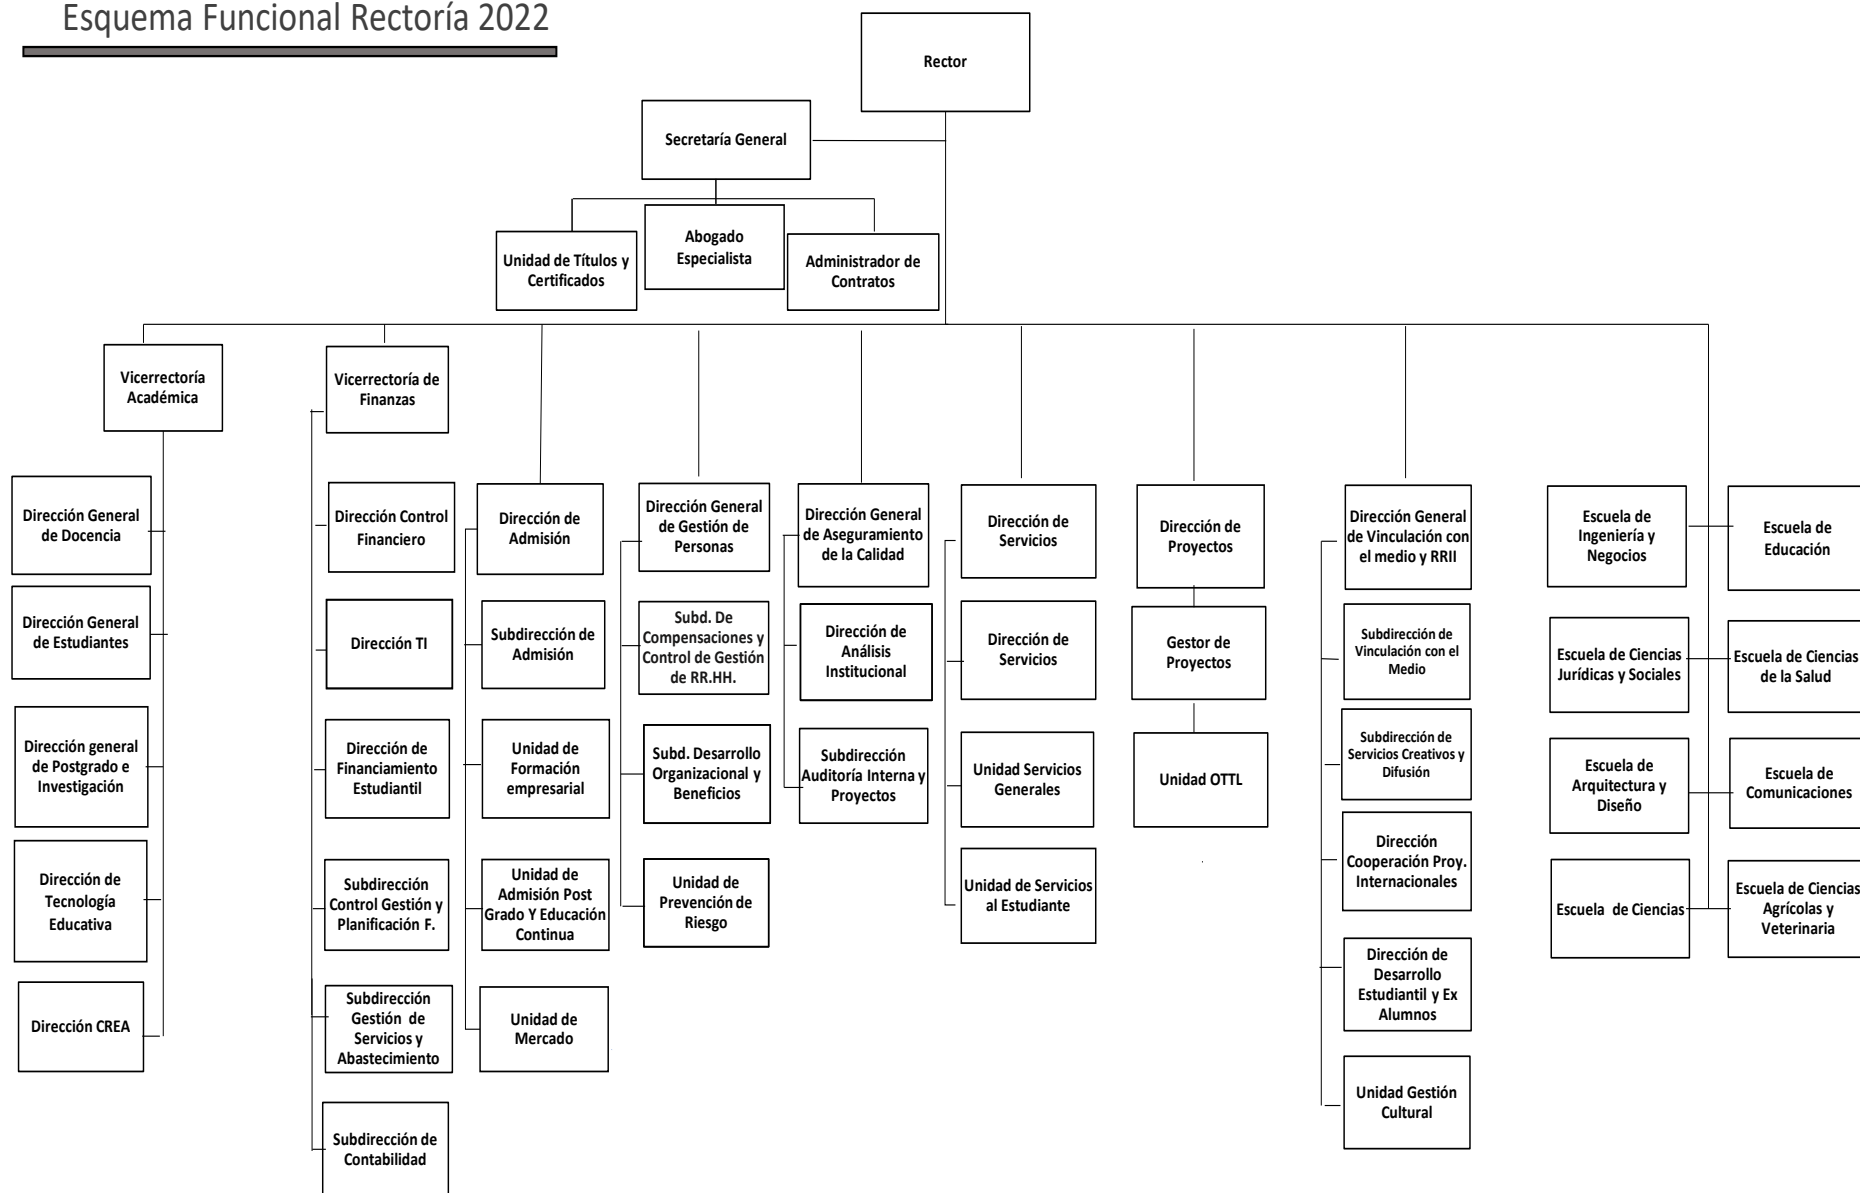 Esquema Funcional Rectoría 2022
Rector
Secretaría General
Unidad de Títulos y
Certificados
Abogado
Especialista
Administrador de
Contratos
Vicerrectoría
Académica
Dirección General
de Docencia
Dirección General
de Estudiantes
Dirección general
de Postgrado e
Investigación
Dirección de
Tecnología
Educativa
Dirección CREA
Vicerrectoría de
Finanzas
Dirección Control
Financiero
Dirección TI
Dirección de
Financiamiento
Estudiantil
Subdirección
Control Gestión y
Planificación F.
Subdirección
Gestión de
Servicios y
Abastecimiento
Subdirección de
Contabilidad
Dirección de
Admisión
Subdirección de
Admisión
Unidad de
Formación
empresarial
Unidad de
Admisión Post
Grado Y Educación
Continua
Unidad de
Mercado
Dirección General
de Gestión de
Personas
Subd. De
Compensaciones y
Control de Gestión
de RR.HH.
Subd. Desarrollo
Organizacional y
Beneficios
Unidad de
Prevención de
Riesgo
Dirección General
de Aseguramiento
de la Calidad
Dirección de
Análisis
Institucional
Subdirección
Auditoría Interna y
Proyectos
Dirección de
Servicios
Dirección de
Servicios
Unidad Servicios
Generales
Unidad de Servicios
al Estudiante
Dirección de
Proyectos
Gestor de
Proyectos
Unidad OTTL
Dirección General
de Vinculación con
el medio y RRII
Subdirección de
Vinculación con el
Medio
Subdirección de
Servicios Creativos y
Difusión
Dirección
Cooperación Proy.
Internacionales
Dirección de
Desarrollo
Estudiantil y Ex
Alumnos
Unidad Gestión
Cultural
Escuela de
Ingeniería y
Negocios
Escuela de
Educación
Escuela de Ciencias
Jurídicas y Sociales
Escuela de Ciencias
de la Salud
Escuela de
Arquitectura y
Diseño
Escuela de
Comunicaciones
Escuela de Ciencias
Escuela de Ciencias
Agrícolas y
Veterinaria